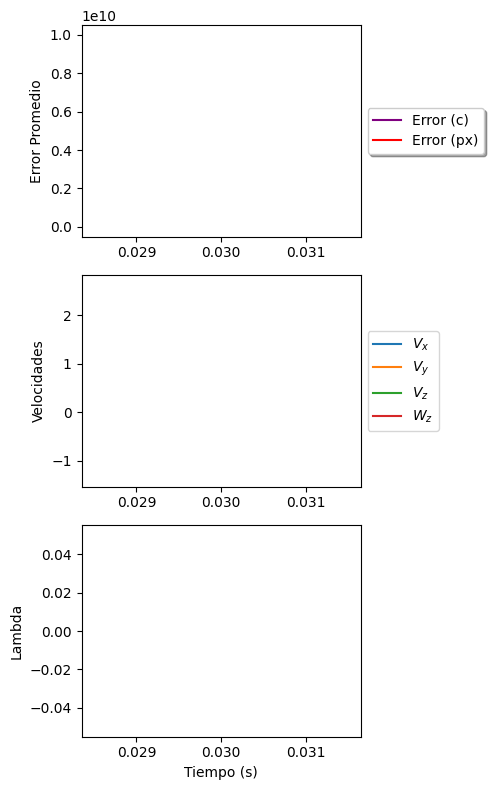 1e10
1.0
0.8
0.6
0.4
0.2
0.0
Error Promedio
0.029 0.030 0.031
Error (c)
Error (px)
2
1
0
−1
Velocidades
0.029 0.030 0.031
Vx
Vy
Vz
Wz
0.04
0.02
0.00
−0.02
−0.04
Lambda
0.029 0.030 0.031
Tiempo (s)